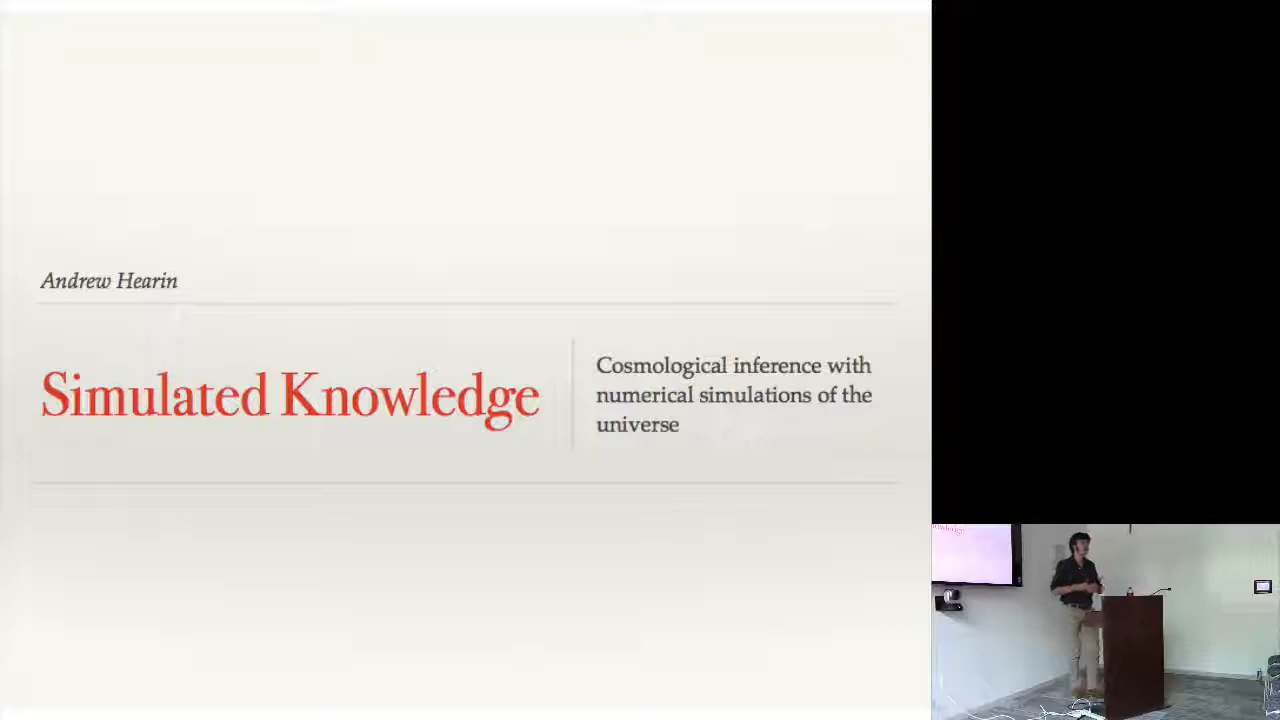 Andrew Hearin
Simulated Knowledge
Cosmological inference with
numerical simulations of the
universe